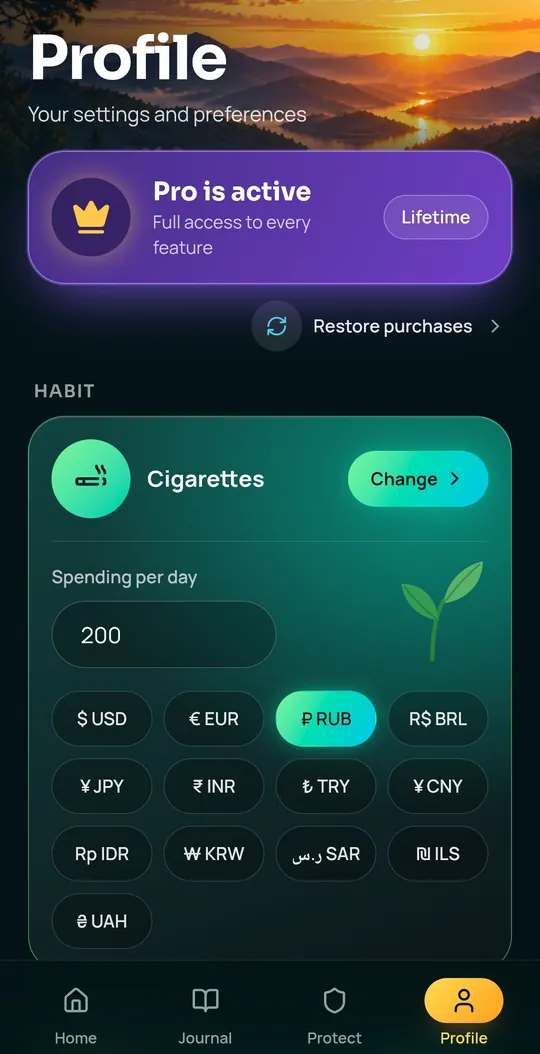 Profile
Your settings and preferences
Pro is active
Full access to every
feature
Lifetime
Restore purchases
HABIT
Cigarettes
Change
Spending per day
200
$ USD
€ EUR
₽ RUB
R$ BRL
¥ JPY
₹ INR
₺ TRY
¥ CNY
Rp IDR
₩ KRW
ر.س SAR
₪ ILS
₴ UAH
Home
Journal
Protect
Profile